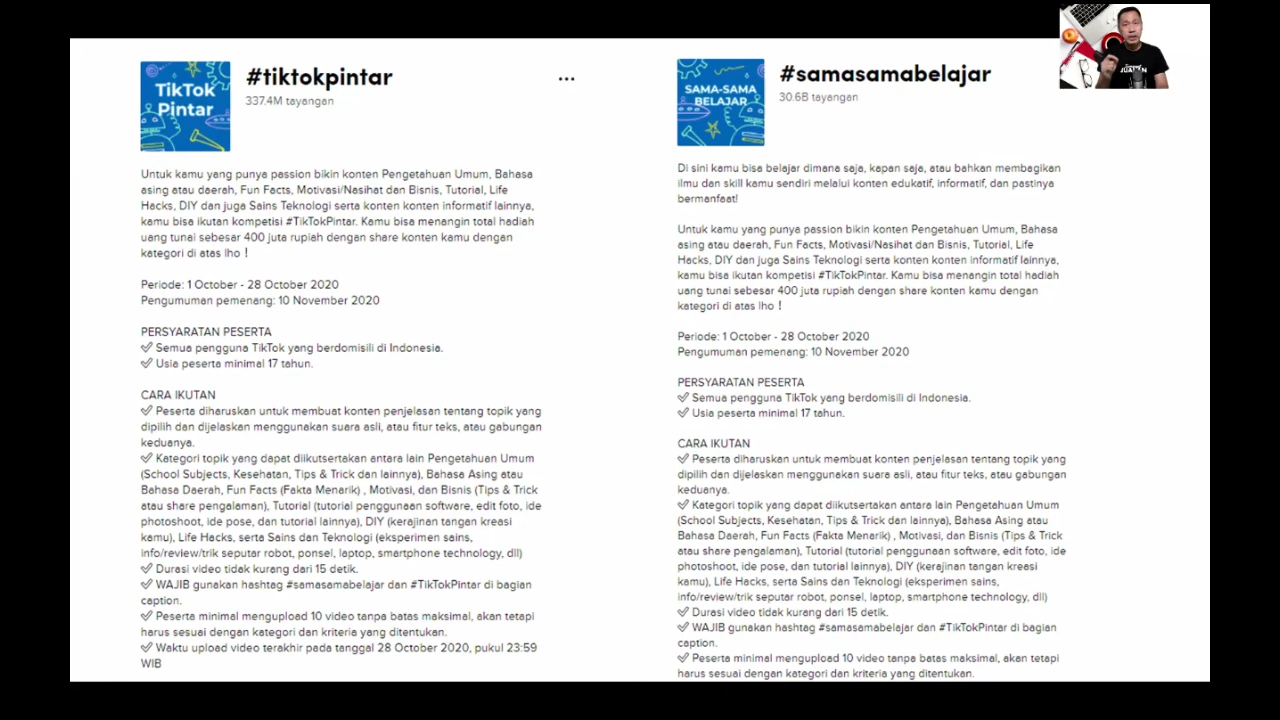 TikTok
Pintar
#tiktokpintar
337.4M tayangan
Untuk kamu yang punya passion bikin konten Pengetahuan Umum, Bahasa
asing atau daerah, Fun Facts, Motivasi/Nasihat dan Bisnis, Tutorial, Life
Hacks, DIY dan juga Sains Teknologi serta konten konten informatif lainnya,
kamu bisa ikutan kompetisi #TikTokPintar. Kamu bisa menangin total hadiah
uang tunai sebesar 400 juta rupiah dengan share konten kamu dengan
kategori di atas lho !
Periode: 1 October - 28 October 2020
Pengumuman pemenang: 10 November 2020
PERSYARATAN PESERTA
✅ Semua pengguna TikTok yang berdomisili di Indonesia.
✅ Usia peserta minimal 17 tahun.
CARA IKUTAN
✅ Peserta diharuskan untuk membuat konten penjelasan tentang topik yang
dipilih dan dijelaskan menggunakan suara asli, atau fitur teks, atau gabungan
keduanya.
✅ Kategori topik yang dapat diikutsertakan antara lain Pengetahuan Umum
(School Subjects, Kesehatan, Tips & Trick dan lainnya), Bahasa Asing atau
Bahasa Daerah, Fun Facts (Fakta Menarik) , Motivasi, dan Bisnis (Tips & Trick
atau share pengalaman), Tutorial (tutorial penggunaan software, edit foto, ide
photoshoot, ide pose, dan tutorial lainnya), DIY (kerajinan tangan kreasi
kamu), Life Hacks, serta Sains dan Teknologi (eksperimen sains,
info/review/trik seputar robot, ponsel, laptop, smartphone technology, dll)
✅ Durasi video tidak kurang dari 15 detik.
✅ WAJIB gunakan hashtag #samasamabelajar dan #TikTokPintar di bagian
caption.
✅ Peserta minimal mengupload 10 video tanpa batas maksimal, akan tetapi
harus sesuai dengan kategori dan kriteria yang ditentukan.
✅ Waktu upload video terakhir pada tanggal 28 October 2020, pukul 23:59
WIB
SAMA-SAMA
BELAJAR
#samasamabelajar
30.6B tayangan
Di sini kamu bisa belajar dimana saja, kapan saja, atau bahkan membagikan
ilmu dan skill kamu sendiri melalui konten edukatif, informatif, dan pastinya
bermanfaat!
Untuk kamu yang punya passion bikin konten Pengetahuan Umum, Bahasa
asing atau daerah, Fun Facts, Motivasi/Nasihat dan Bisnis, Tutorial, Life
Hacks, DIY dan juga Sains Teknologi serta konten konten informatif lainnya,
kamu bisa ikutan kompetisi #TikTokPintar. Kamu bisa menangin total hadiah
uang tunai sebesar 400 juta rupiah dengan share konten kamu dengan
kategori di atas lho !
Periode: 1 October - 28 October 2020
Pengumuman pemenang: 10 November 2020
PERSYARATAN PESERTA
✅ Semua pengguna TikTok yang berdomisili di Indonesia.
✅ Usia peserta minimal 17 tahun.
CARA IKUTAN
✅ Peserta diharuskan untuk membuat konten penjelasan tentang topik yang
dipilih dan dijelaskan menggunakan suara asli, atau fitur teks, atau gabungan
keduanya.
✅ Kategori topik yang dapat diikutsertakan antara lain Pengetahuan Umum
(School Subjects, Kesehatan, Tips & Trick dan lainnya), Bahasa Asing atau
Bahasa Daerah, Fun Facts (Fakta Menarik) , Motivasi, dan Bisnis (Tips & Trick
atau share pengalaman), Tutorial (tutorial penggunaan software, edit foto, ide
photoshoot, ide pose, dan tutorial lainnya), DIY (kerajinan tangan kreasi
kamu), Life Hacks, serta Sains dan Teknologi (eksperimen sains,
info/review/trik seputar robot, ponsel, laptop, smartphone technology, dll)
✅ Durasi video tidak kurang dari 15 detik.
✅ WAJIB gunakan hashtag #samasamabelajar dan #TikTokPintar di bagian
caption.
✅ Peserta minimal mengupload 10 video tanpa batas maksimal, akan tetapi
harus sesuai dengan kategori dan kriteria yang ditentukan.